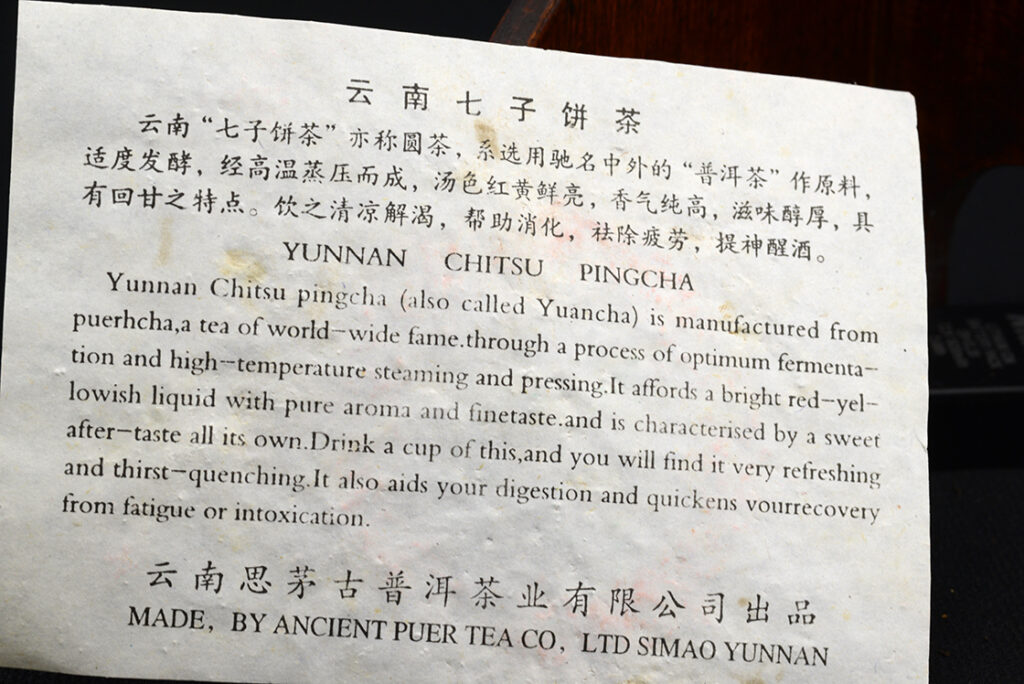 云南七子饼茶
云南“七子饼茶”亦称圆茶，系选用驰名中外的“普洱茶”作原料，
适度发酵，经高温蒸压而成，汤色红黄鲜亮，香气纯高，滋味醇厚，具
有回甘之特点。饮之清凉解渴，帮助消化，祛除疲劳，提神醒酒。
YUNNAN CHITSU PINGCHA
Yunnan Chitsu pingcha (also called Yuancha) is manufactured from
puerhcha,a tea of world-wide fame.through a process of optimum fermenta-
tion and high-temperature steaming and pressing.It affords a bright red-yel-
lowish liquid with pure aroma and finetaste.and is characterised by a sweet
after-taste all its own.Drink a cup of this,and you will find it very refreshing
and thirst-quenching.It also aids your digestion and quickens vourrecovery
from fatigue or intoxication.
云南思茅古普洱茶业有限公司出品
MADE, BY ANCIENT PUER TEA CO, LTD SIMAO YUNNAN